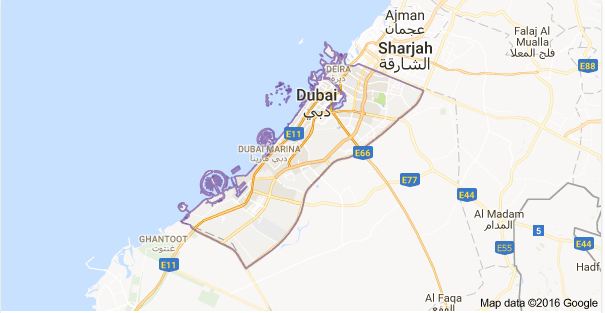 Ajman
عجمان
Falaj Al
Mualla
فلج المعلا
Sharjah
الشارقة
E88
DEIRA
ديرة
Dubai
دبي
E11
DUBAI MARINA
دبي مارينا
E66
E77
E44
Al Madam
المدام
5
E55
E44
GHANTOOT
غنتوت
E11
Hadf
Al Faqa
الفقع
Map data ©2016 Google